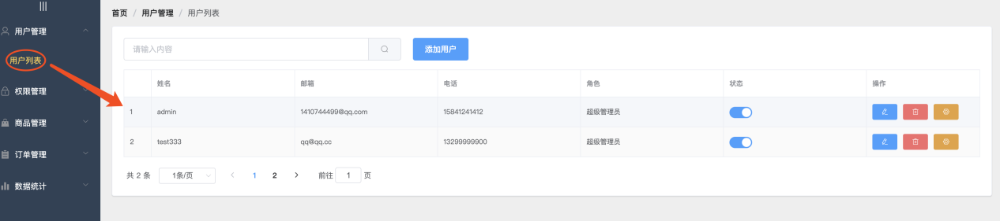 首页 / 用户管理 / 用户列表
用户管理
用户列表
权限管理
商品管理
订单管理
数据统计
请输入内容
添加用户
姓名 邮箱 电话 角色 状态 操作
1 admin 1410744499@qq.com 15841241412 超级管理员
2 test333 qq@qq.cc 13299999900 超级管理员
共 2 条 1条/页 1 2 前往 1 页